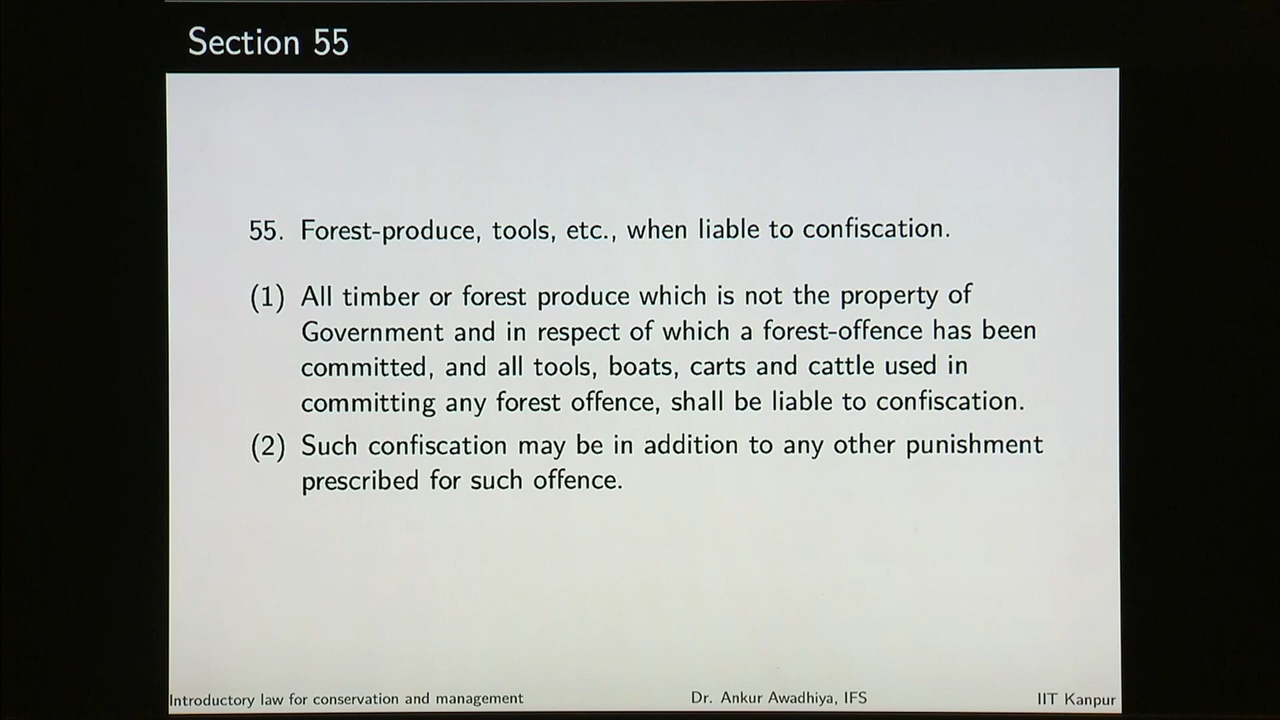 Section 55
55. Forest-produce, tools, etc., when liable to confiscation.
(1) All timber or forest produce which is not the property of
Government and in respect of which a forest-offence has been
committed, and all tools, boats, carts and cattle used in
committing any forest offence, shall be liable to confiscation.
(2) Such confiscation may be in addition to any other punishment
prescribed for such offence.
Introductory law for conservation and management Dr. Ankur Awadhiya, IFS IIT Kanpur